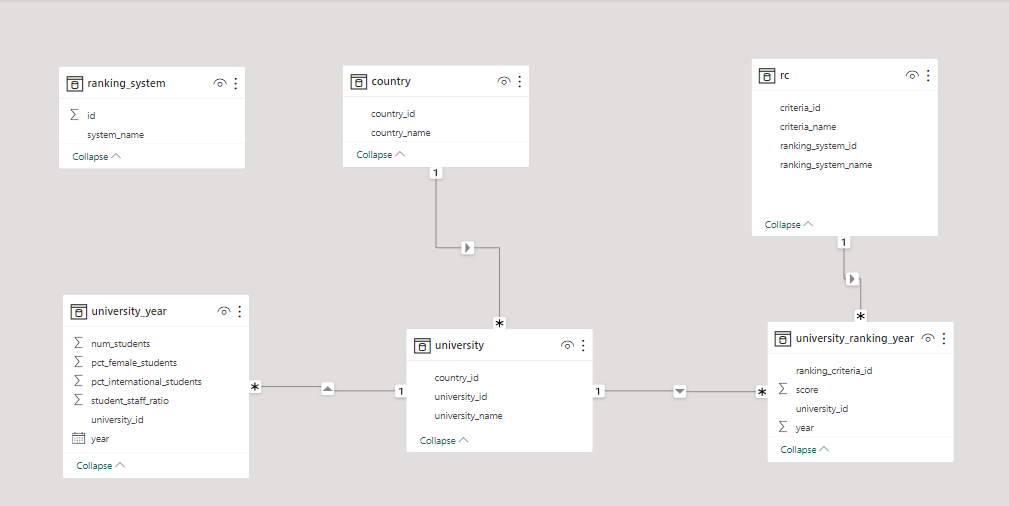 ranking_system
id
system_name
Collapse
country
country_id
country_name
Collapse
rc
criteria_id
criteria_name
ranking_system_id
ranking_system_name
Collapse
1
1
*
*
university_year
num_students
pct_female_students
pct_international_students
student_staff_ratio
university_id
year
Collapse
*
1
university
country_id
university_id
university_name
Collapse
1
*
university_ranking_year
ranking_criteria_id
score
university_id
year
Collapse